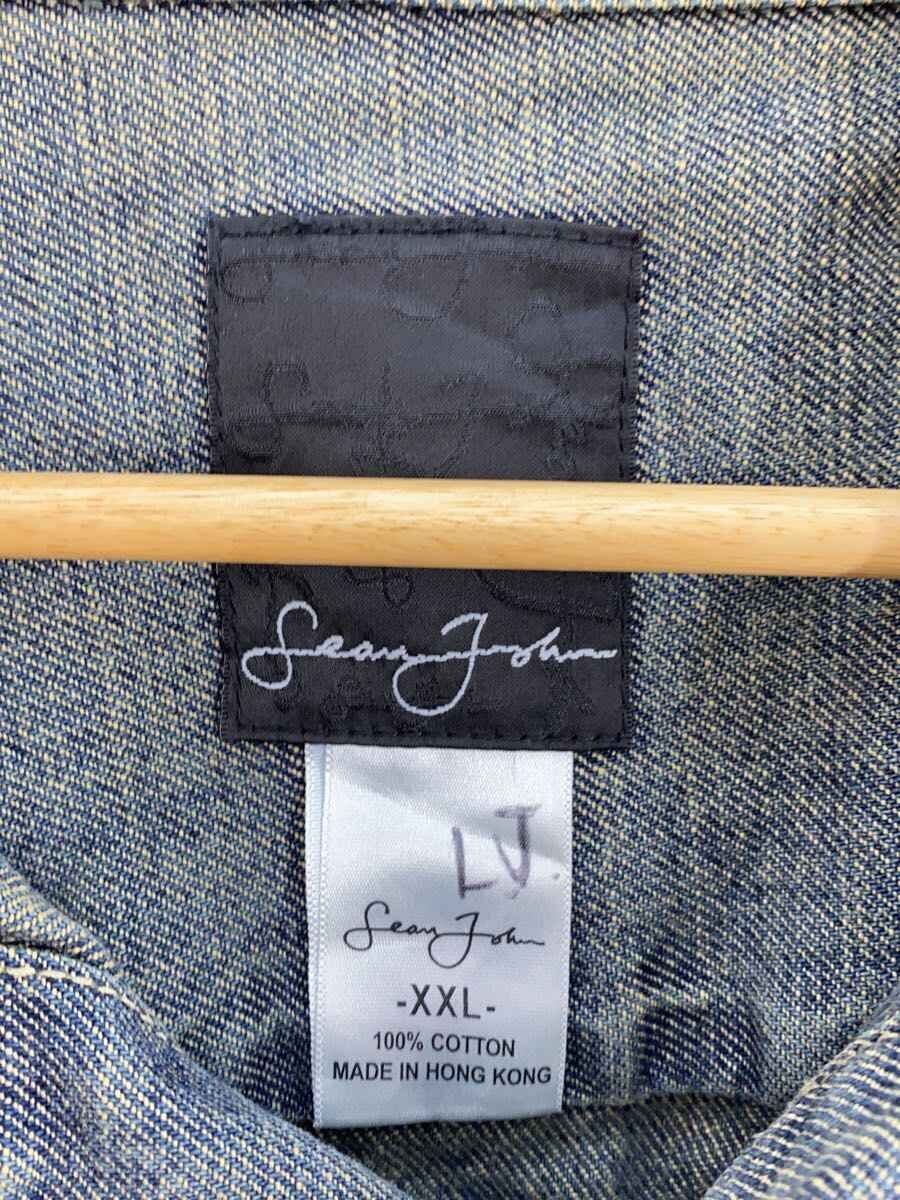 Sean John
LJ.
Sean John
-XXL-
100% COTTON
MADE IN HONG KONG